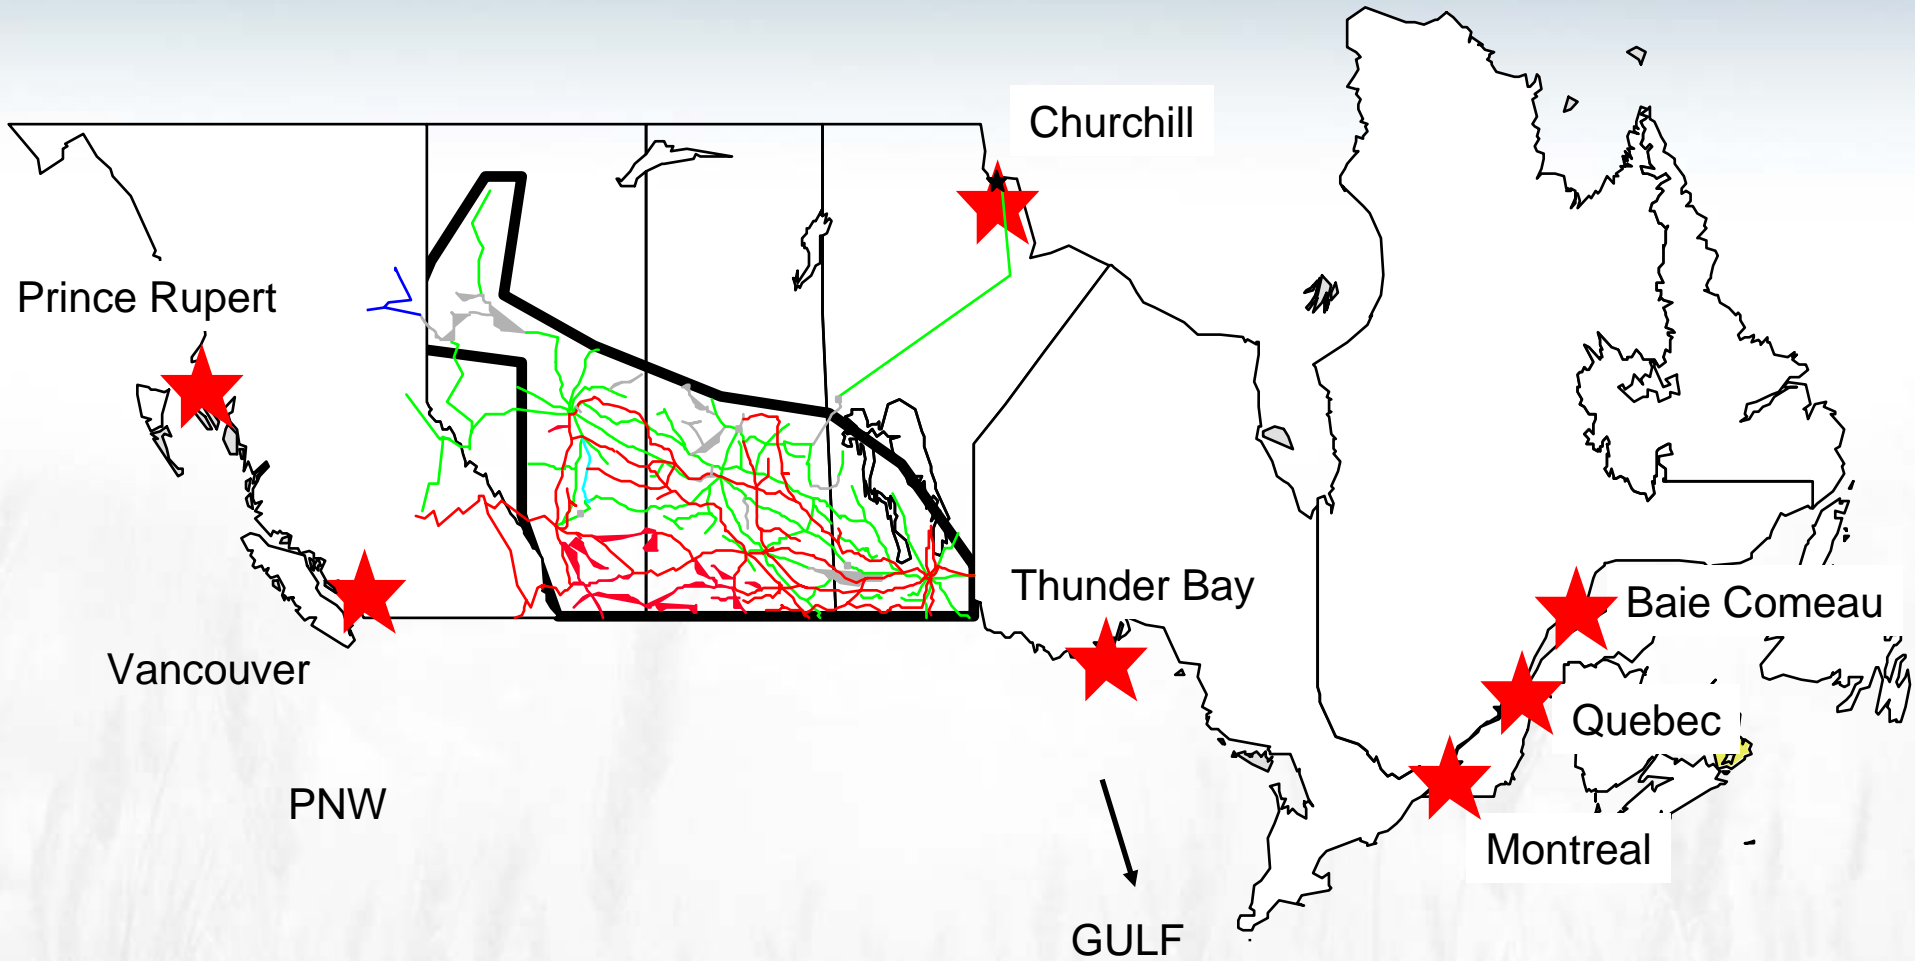 Churchill
Prince Rupert
Thunder Bay
Baie Comeau
Vancouver
Quebec
PNW
Montreal
GULF